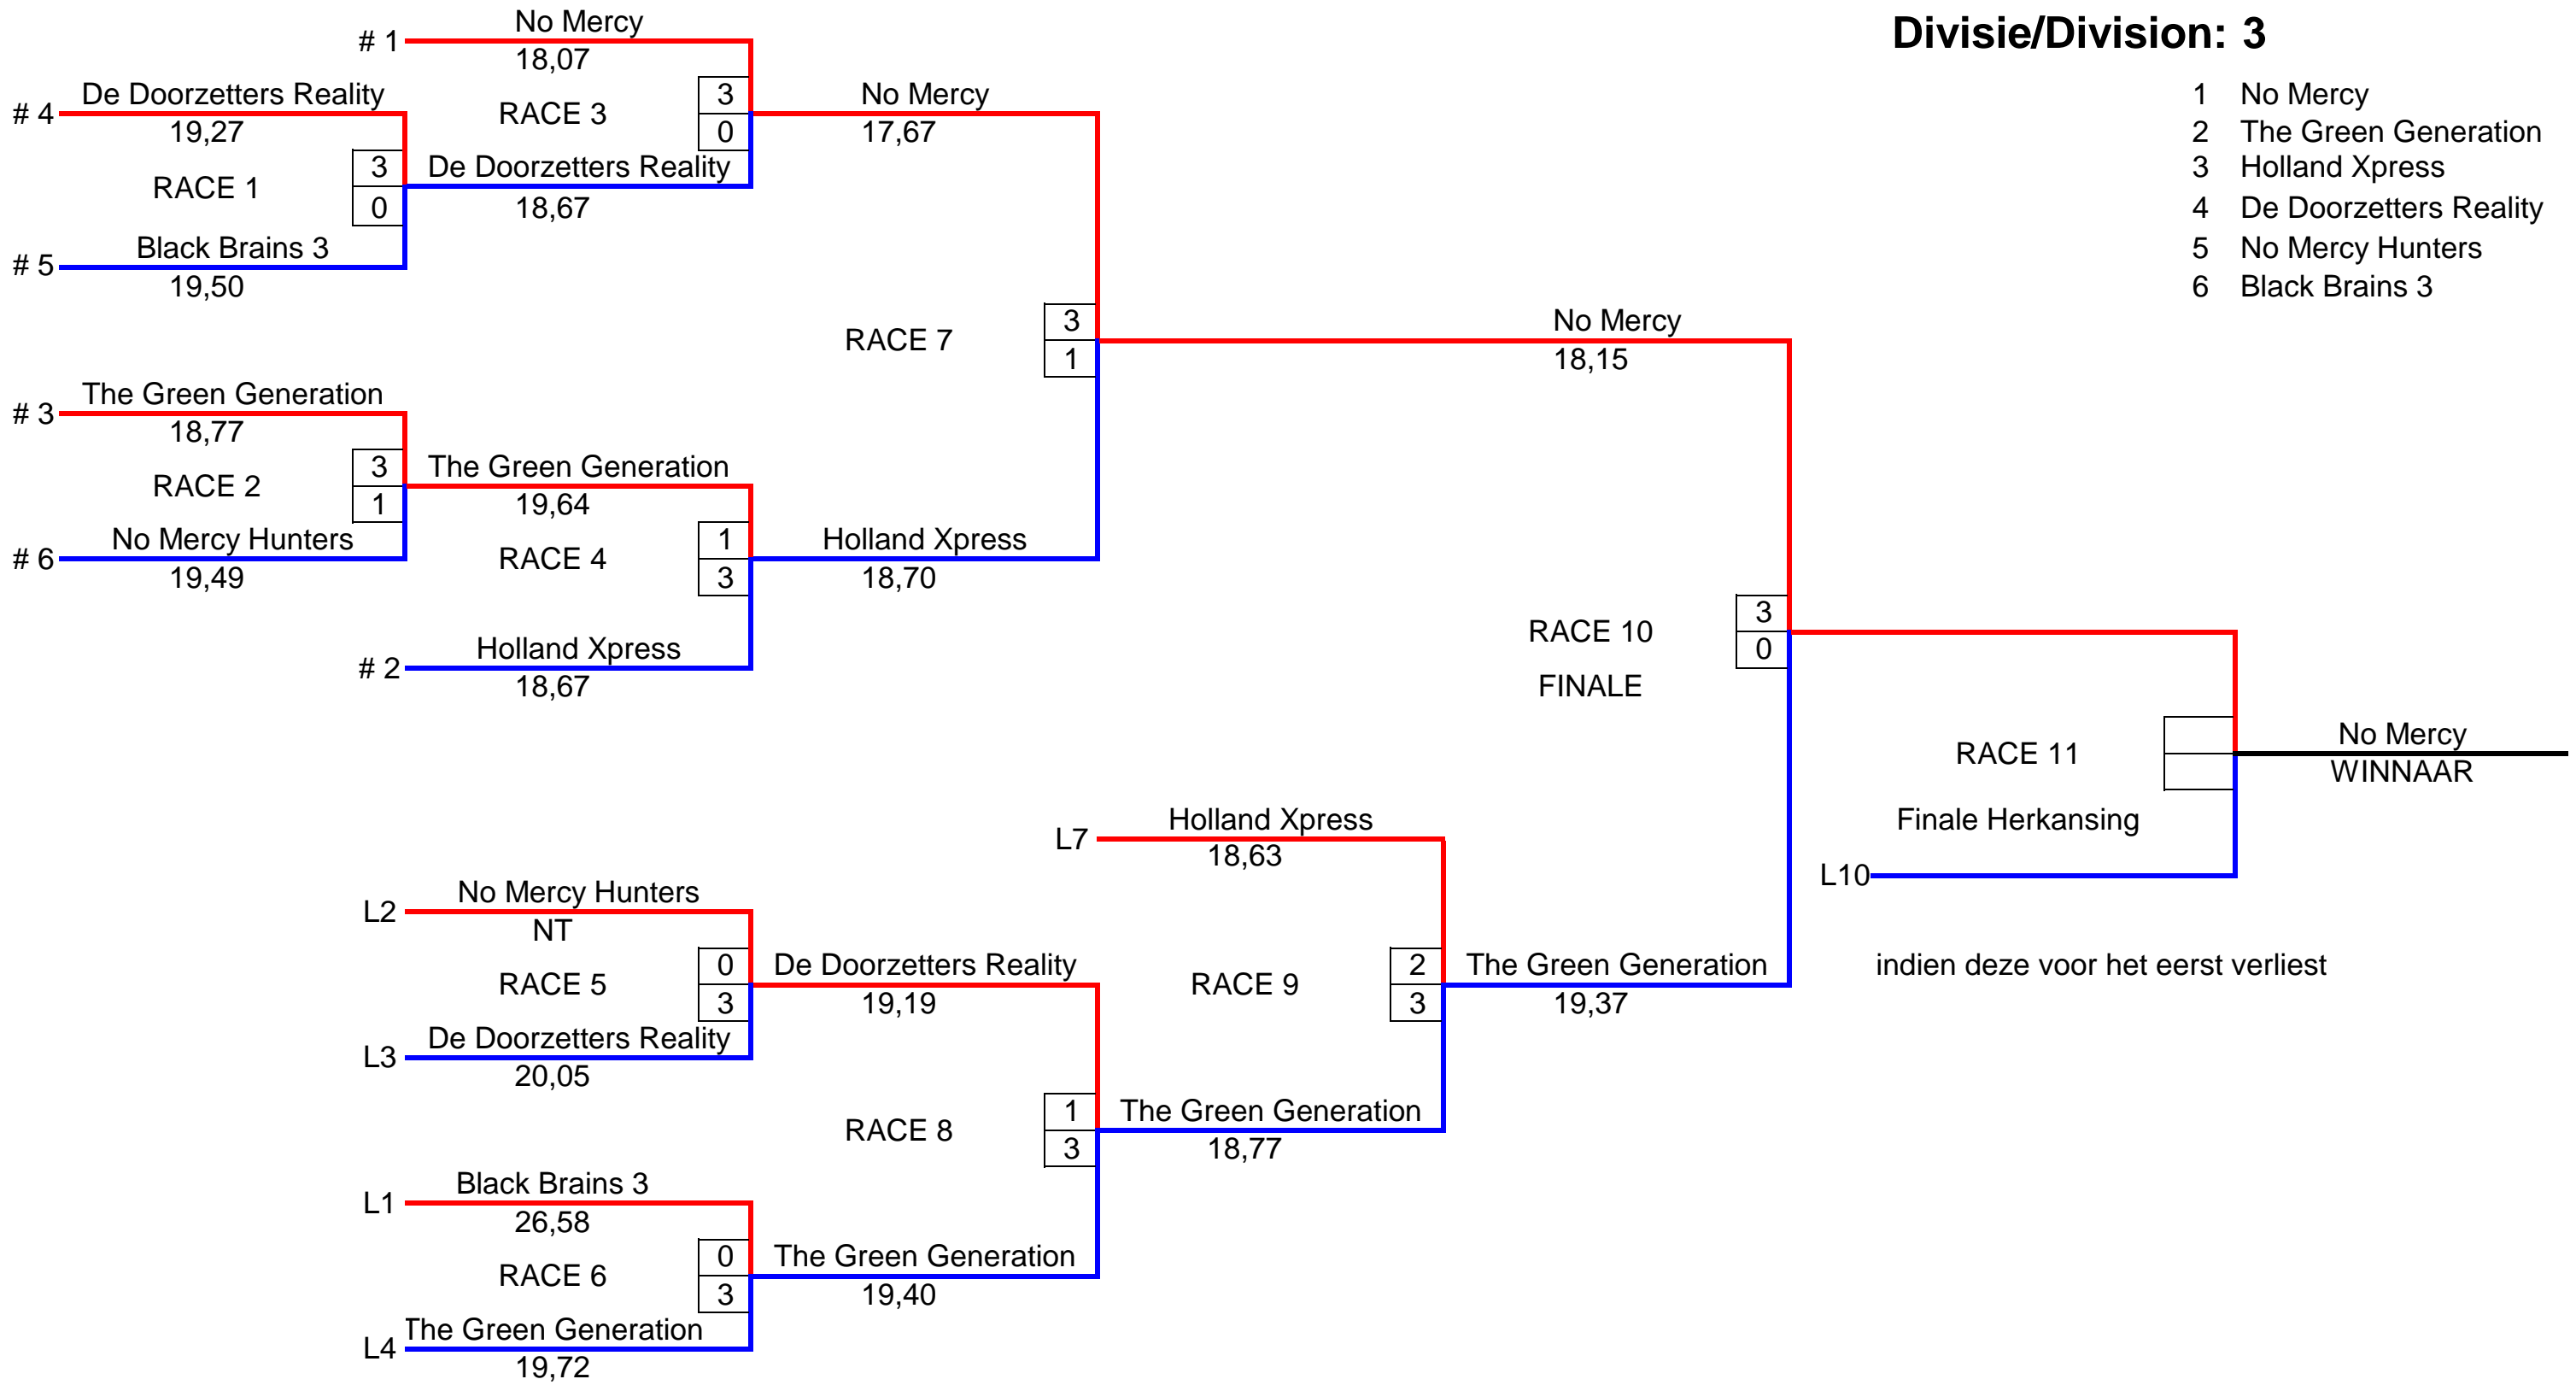 Divisie/Division: 3
1 No Mercy
2 The Green Generation
3 Holland Xpress
4 De Doorzetters Reality
5 No Mercy Hunters
6 Black Brains 3
# 1
No Mercy
18,07
RACE 3
3
0
De Doorzetters Reality
18,67
# 4
De Doorzetters Reality
19,27
RACE 1
3
0
# 5
Black Brains 3
19,50
No Mercy
17,67
RACE 7
3
1
# 3
The Green Generation
18,77
RACE 2
3
1
# 6
No Mercy Hunters
19,49
The Green Generation
19,64
RACE 4
1
3
# 2
Holland Xpress
18,67
Holland Xpress
18,70
No Mercy
18,15
RACE 10
FINALE
3
0
RACE 11
Finale Herkansing
L10
indien deze voor het eerst verliest
No Mercy
WINNAAR
L7
Holland Xpress
18,63
RACE 9
2
3
The Green Generation
19,37
L2
No Mercy Hunters
NT
RACE 5
0
3
L3
De Doorzetters Reality
20,05
De Doorzetters Reality
19,19
RACE 8
1
3
The Green Generation
18,77
L1
Black Brains 3
26,58
RACE 6
0
3
L4
The Green Generation
19,72
The Green Generation
19,40